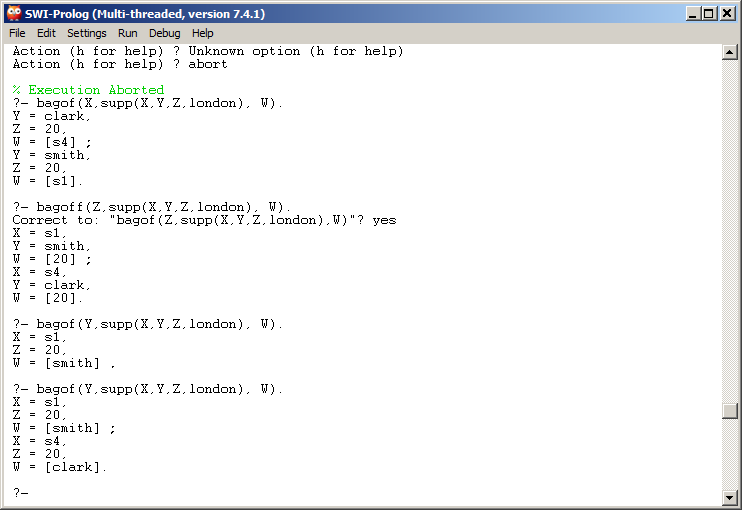 SWI-Prolog (Multi-threaded, version 7.4.1)
File Edit Settings Run Debug Help
Action (h for help) ? Unknown option (h for help)
Action (h for help) ? abort
% Execution Aborted
?- bagof(X,supp(X,Y,Z,london), W).
Y = clark,
Z = 20,
W = [s4] ;
Y = smith,
Z = 20,
W = [s1].
?- bagoff(Z,supp(X,Y,Z,london), W).
Correct to: "bagof(Z,supp(X,Y,Z,london),W)"? yes
X = s1,
Y = smith,
W = [20] ;
X = s4,
Y = clark,
W = [20].
?- bagof(Y,supp(X,Y,Z,london), W).
X = s1,
Z = 20,
W = [smith] ,
?- bagof(Y,supp(X,Y,Z,london), W).
X = s1,
Z = 20,
W = [smith] ;
X = s4,
Z = 20,
W = [clark].
?-